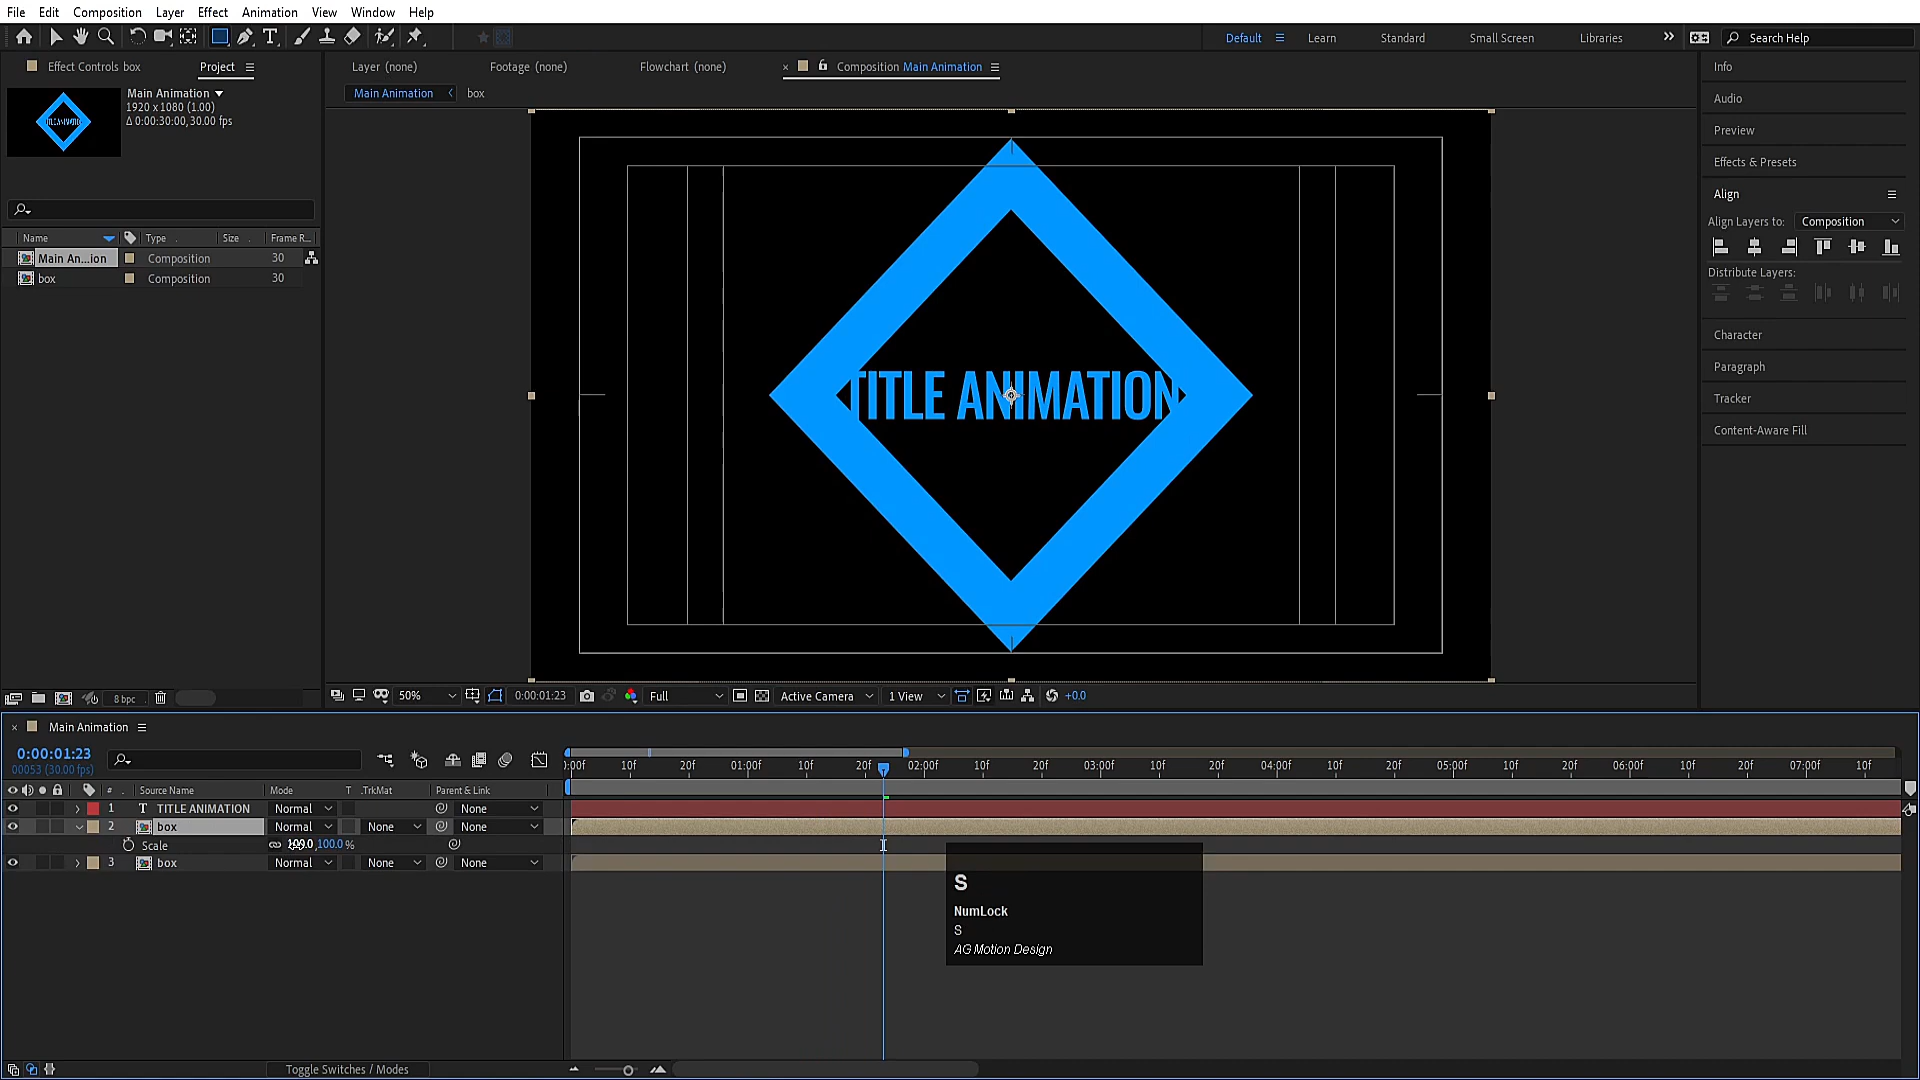 File Edit Composition Layer Effect Animation View Window Help
Default Learn Standard Small Screen Libraries Search Help
Effect Controls box Project
Layer (none) Footage (none) Flowchart (none) Composition Main Animation
Main Animation box
Main Animation
1920 x 1080 (1.00)
Δ 0:00:30:00, 30.00 fps
Name Type Size Frame R...
Main An...ion Composition 30
box Composition 30
TITLE ANIMATION
Info
Audio
Preview
Effects & Presets
Align
Align Layers to: Composition
Distribute Layers:
Character
Paragraph
Tracker
Content-Aware Fill
8 bpc
50% 0:00:01:23 Full Active Camera 1 View +0.0
Main Animation
0:00:01:23
00053 (30.00 fps)
:00f 10f 20f 01:00f 10f 20f 02:00f 10f 20f 03:00f 10f 20f 04:00f 10f 20f 05:00f 10f 20f 06:00f 10f 20f 07:00f 10f
# Source Name Mode T .TrkMat Parent & Link
1 T TITLE ANIMATION Normal None
2 box Normal None None
Scale 100.0,100.0%
3 box Normal None None
S
NumLock
S
AG Motion Design
Toggle Switches / Modes